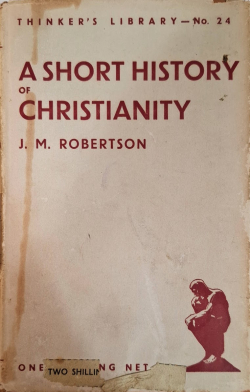 THINKER'S LIBRARY—No. 24
A SHORT HISTORY
OF
CHRISTIANITY
J. M. ROBERTSON
ONE TWO SHILLIN NG NET